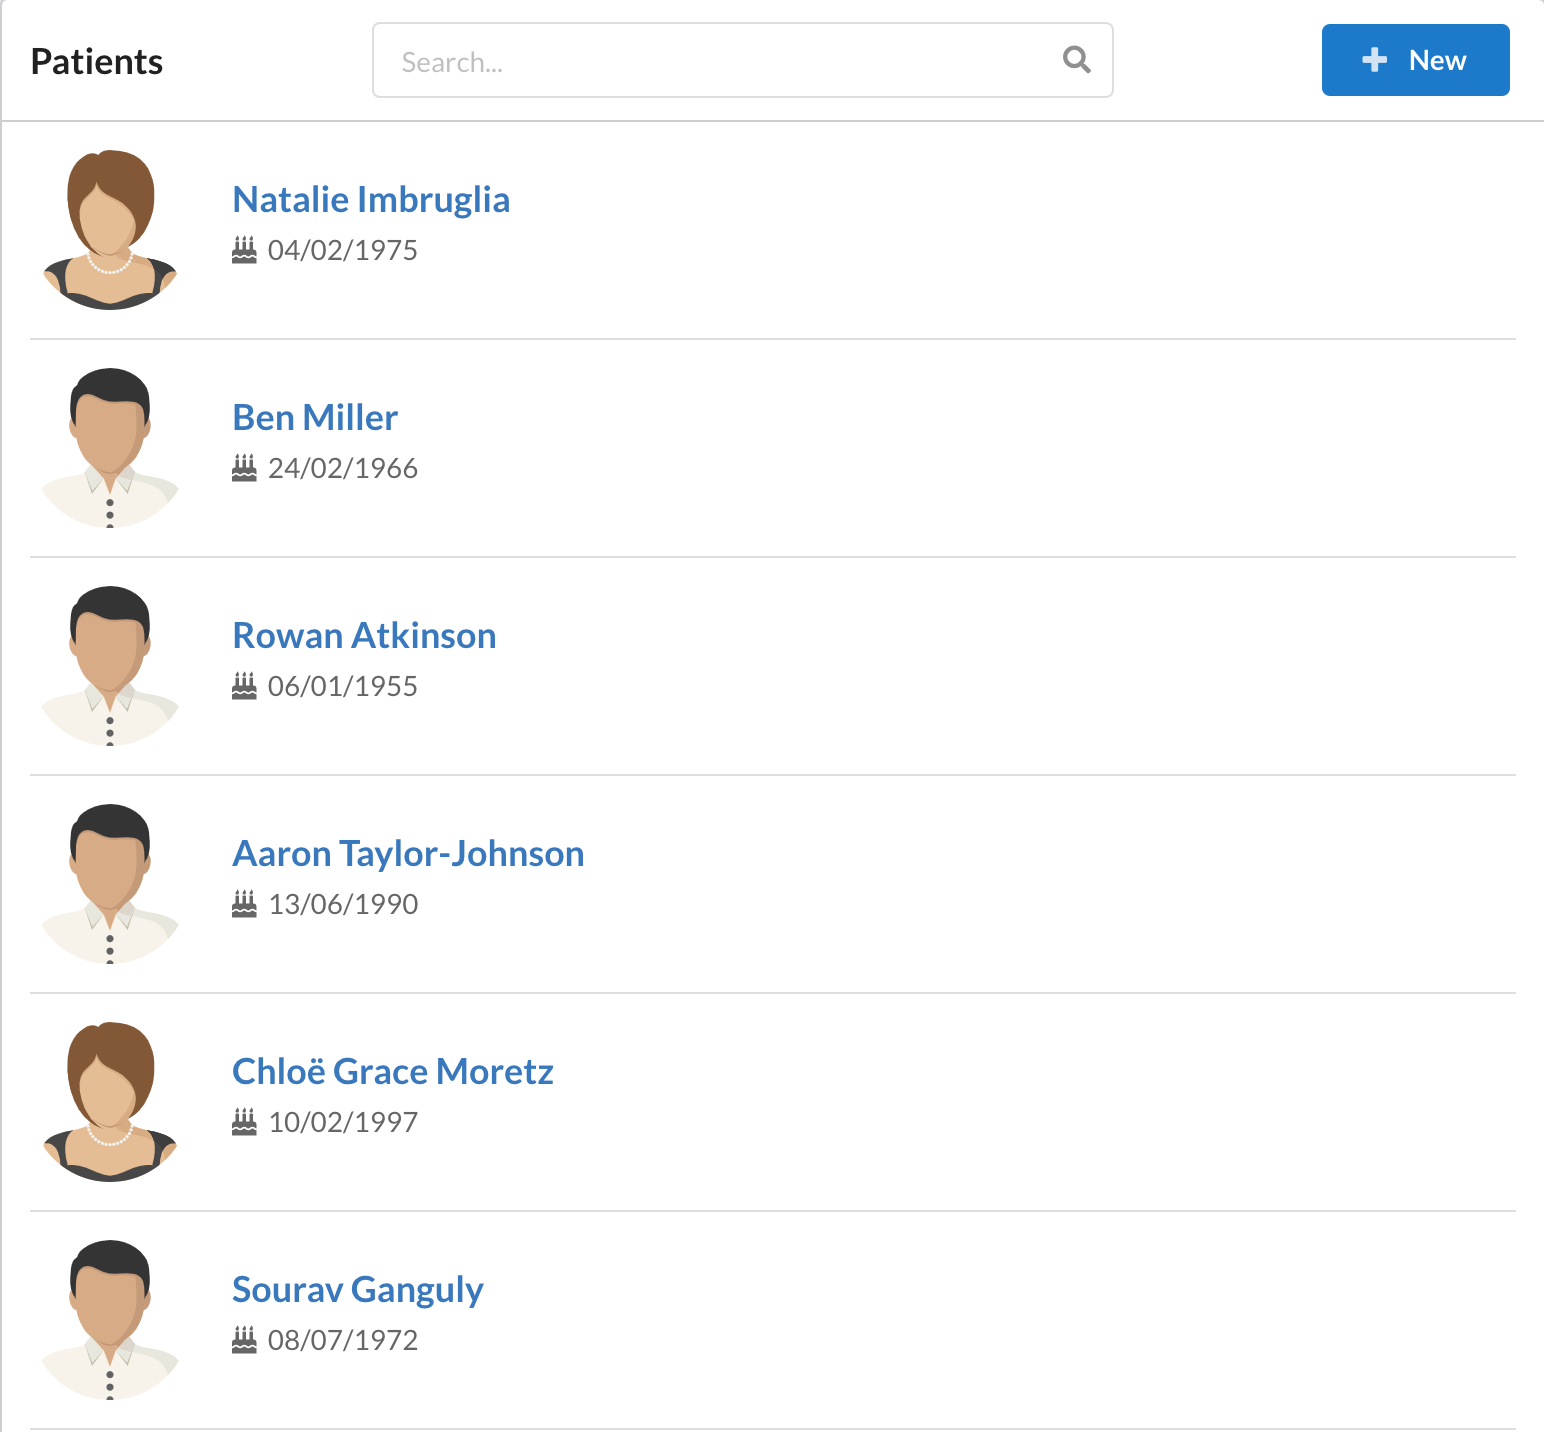 Patients
Search...
New
Natalie Imbruglia
04/02/1975
Ben Miller
24/02/1966
Rowan Atkinson
06/01/1955
Aaron Taylor-Johnson
13/06/1990
Chloë Grace Moretz
10/02/1997
Sourav Ganguly
08/07/1972